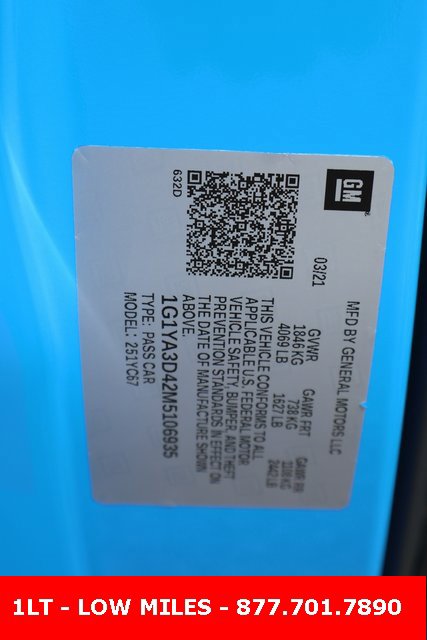 GM
MFD BY GENERAL MOTORS LLC
03/21
GVWR GAWR FRT GAWR RR
1846 KG 738 KG 1108 KG
4069 LB 1627 LB 2442 LB
THIS VEHICLE CONFORMS TO ALL
APPLICABLE U.S. FEDERAL MOTOR
VEHICLE SAFETY, BUMPER, AND THEFT
PREVENTION STANDARDS IN EFFECT ON
THE DATE OF MANUFACTURE SHOWN
ABOVE.
1G1YA3D42M5106935
TYPE: PASS CAR
MODEL: 251YC67
632D
1LT - LOW MILES - 877.701.7890